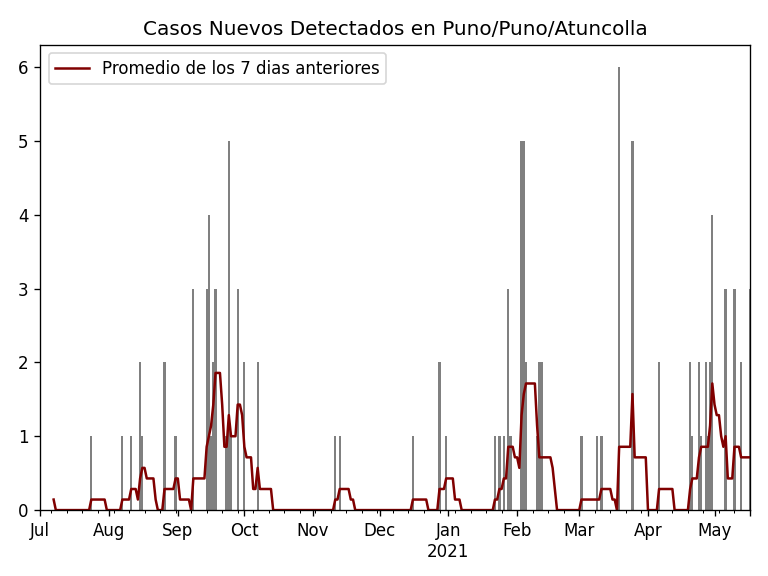 Casos Nuevos Detectados en Puno/Puno/Atuncolla
Promedio de los 7 dias anteriores
6
5
4
3
2
1
0
Jul Aug Sep Oct Nov Dec Jan Feb Mar Apr May
2021